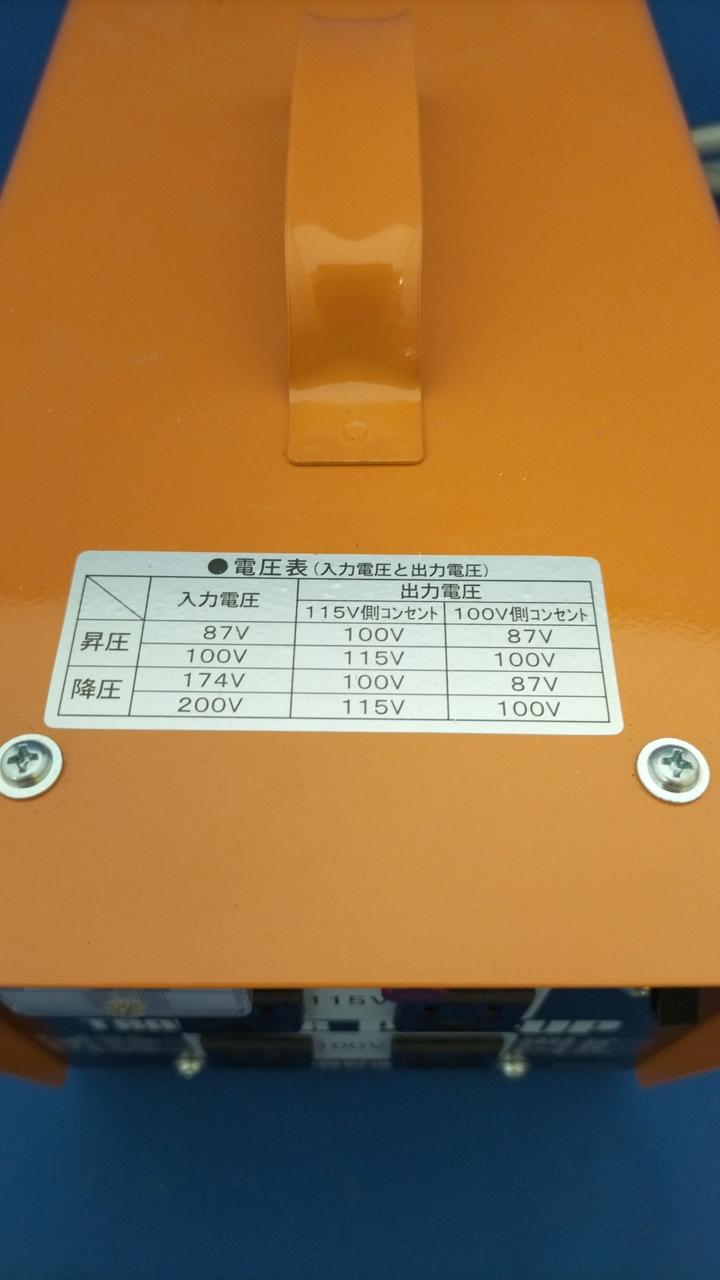 ●電圧表(入力電圧と出力電圧)
入力電圧 出力電圧
115V側コンセント 100V側コンセント
昇圧 87V 100V 87V
100V 115V 100V
降圧 174V 100V 87V
200V 115V 100V
115V
100V